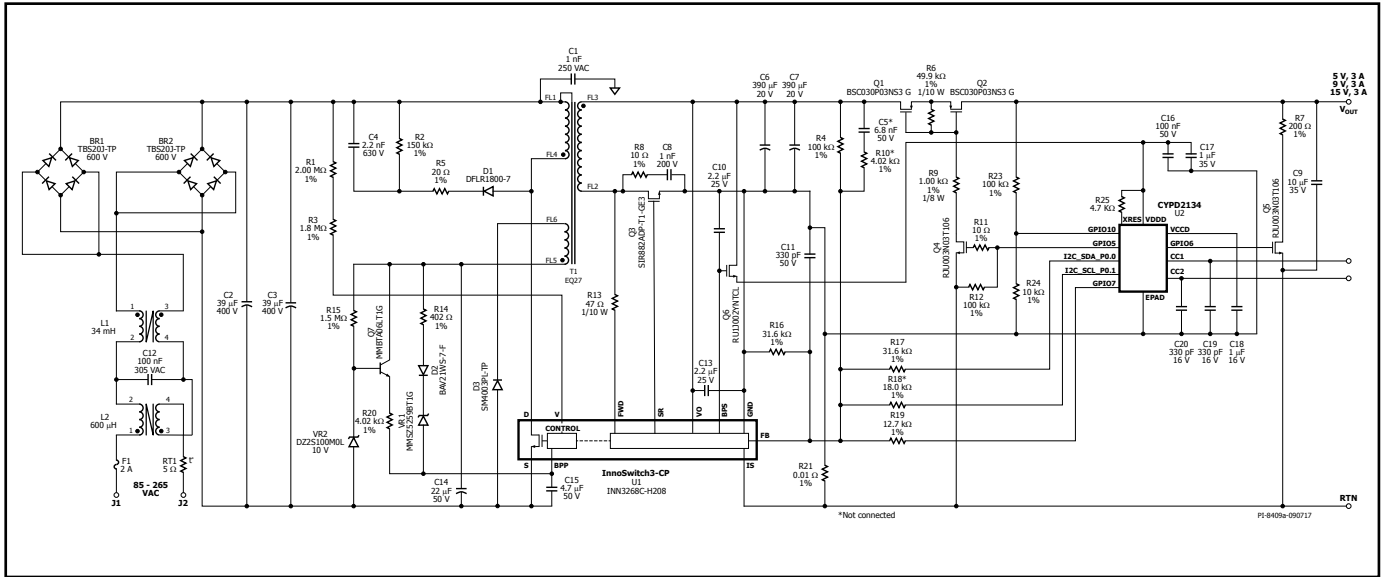 C1
1 nF
250 VAC
FL1
FL3
FL4
FL2
FL6
FL5
T1
EQ27
BR1
TBS20J-TP
600 V
BR2
TBS20J-TP
600 V
C4
2.2 nF
630 V
R2
150 kΩ
1%
R1
2.00 MΩ
1%
R5
20 Ω
1%
D1
DFLR1800-7
R3
1.8 MΩ
1%
C2
39 µF
400 V
C3
39 µF
400 V
L1
34 mH
1
3
2
4
C12
100 nF
305 VAC
L2
600 µH
2
4
1
3
F1
2 A
RT1
5 Ω
t°
85 - 265
VAC
J1
J2
R15
1.5 MΩ
1%
Q7
MMBTA06LT1G
R14
402 Ω
1%
D2
BAV21WS-7-F
R20
4.02 kΩ
1%
VR1
MMSZ5259BT1G
D3
SM4003PL-TP
VR2
DZ2S100M0L
10 V
C14
22 µF
50 V
C15
4.7 µF
50 V
D
V
S
BPP
CONTROL
FWD
SR
VO
BPS
GND
FB
IS
InnoSwitch3-CP
U1
INN3268C-H208
R8
10 Ω
1%
C8
1 nF
200 V
Q3
SIR882ADP-T1-GE3
R13
47 Ω
1/10 W
C10
2.2 µF
25 V
Q6
RU1J002YNTCL
C13
2.2 µF
25 V
C6
390 µF
20 V
C7
390 µF
20 V
C11
330 pF
50 V
R16
31.6 kΩ
1%
R4
100 kΩ
1%
C5*
6.8 nF
50 V
R10*
4.02 kΩ
1%
Q1
BSC030P03NS3 G
R6
49.9 kΩ
1%
1/10 W
Q2
BSC030P03NS3 G
R9
1.00 kΩ
1%
1/8 W
R23
100 kΩ
1%
Q4
RJU003N03T106
R11
10 Ω
1%
R12
100 kΩ
1%
R24
10 kΩ
1%
R17
31.6 kΩ
1%
R18*
18.0 kΩ
1%
R19
12.7 kΩ
1%
R21
0.01 Ω
1%
R25
4.7 KΩ
C16
100 nF
50 V
C17
1 µF
35 V
CYPD2134
U2
XRES
VDDD
GPIO10
GPIO5
I2C_SDA_P0.0
I2C_SCL_P0.1
GPIO7
VCCD
GPIO6
CC1
CC2
EPAD
C20
330 pF
16 V
C19
330 pF
16 V
C18
1 µF
16 V
Q5
RJU003N03T106
R7
200 Ω
1%
C9
10 µF
35 V
5 V, 3 A
9 V, 3 A
15 V, 3 A
VOUT
RTN
*Not connected
PI-8409a-090717